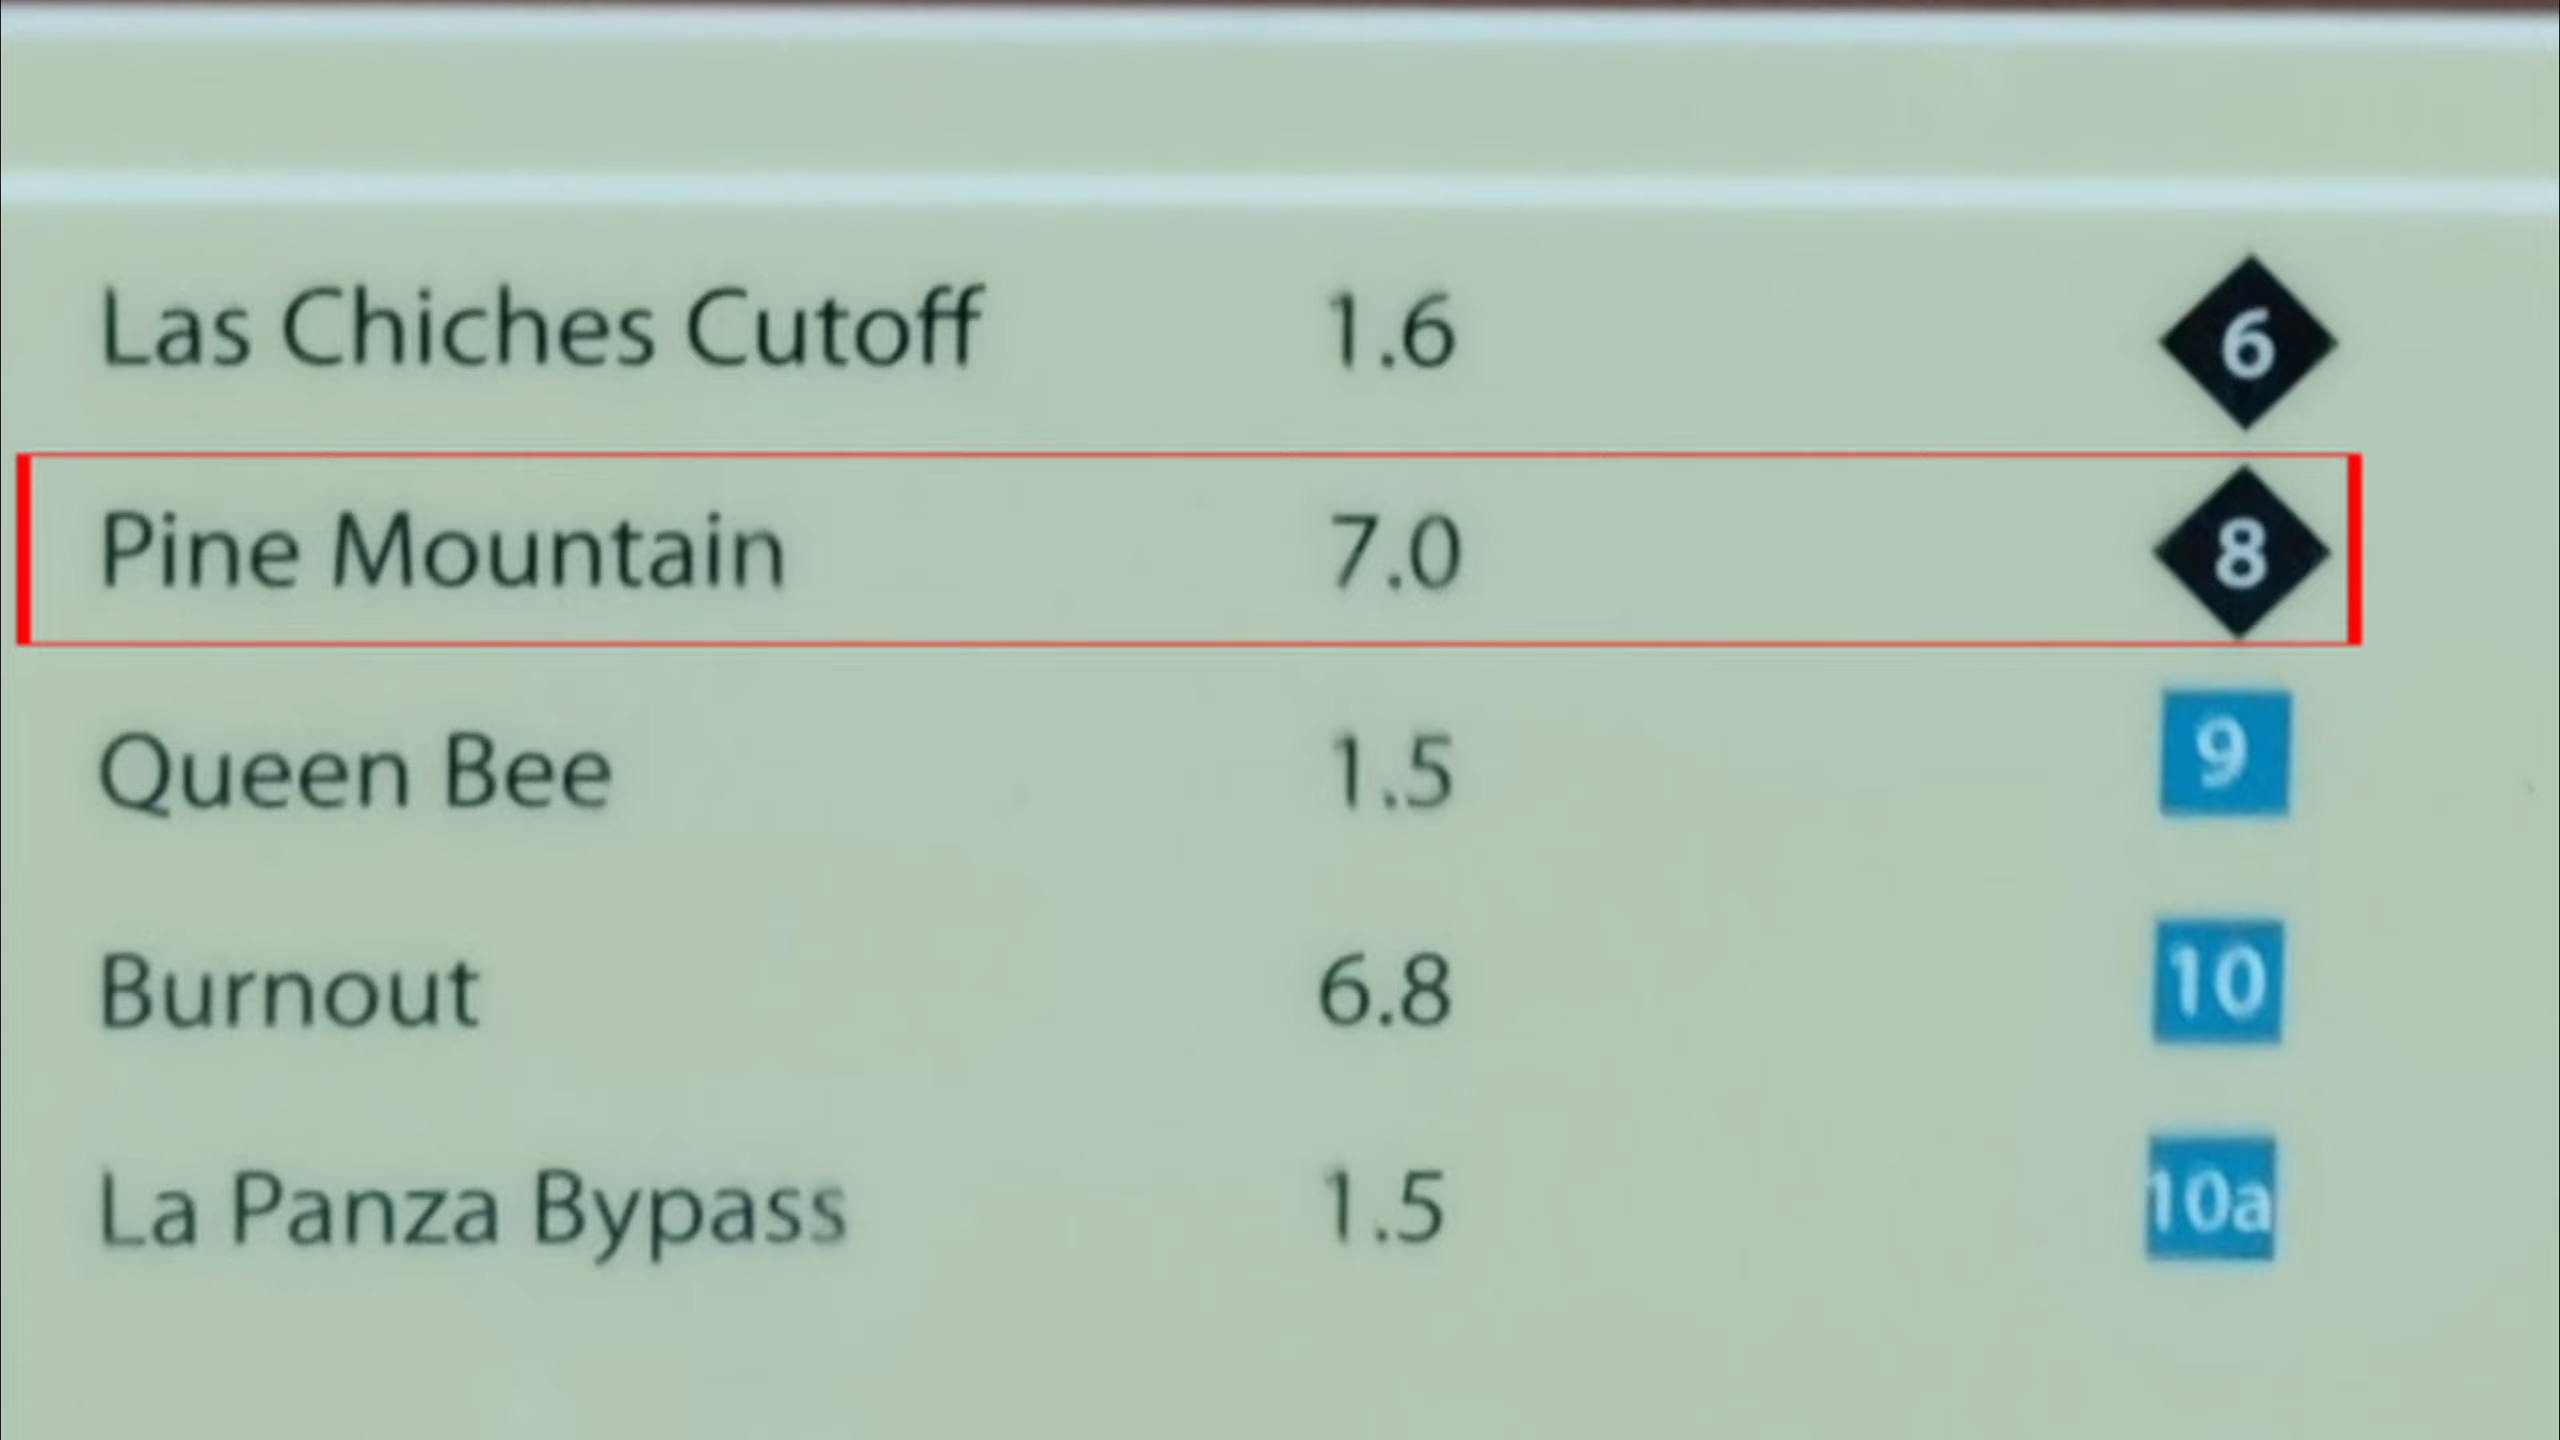 Las Chiches Cutoff 1.6 6
Pine Mountain 7.0 8
Queen Bee 1.5 9
Burnout 6.8 10
La Panza Bypass 1.5 10a